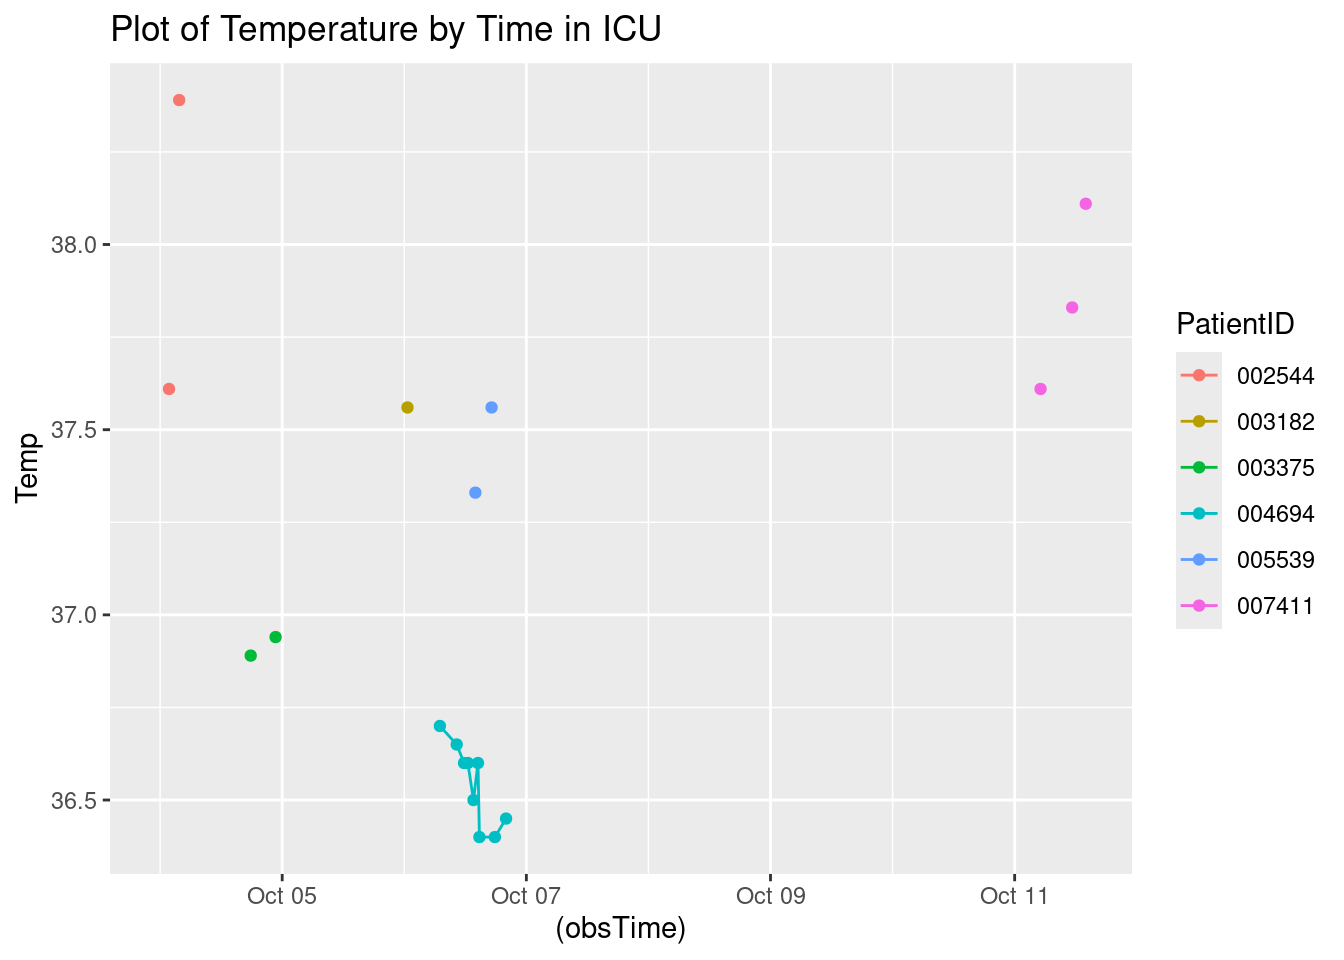 Plot of Temperature by Time in ICU
38.0
37.5
37.0
36.5
Temp
Oct 05
Oct 07
Oct 09
Oct 11
(obsTime)
PatientID
002544
003182
003375
004694
005539
007411